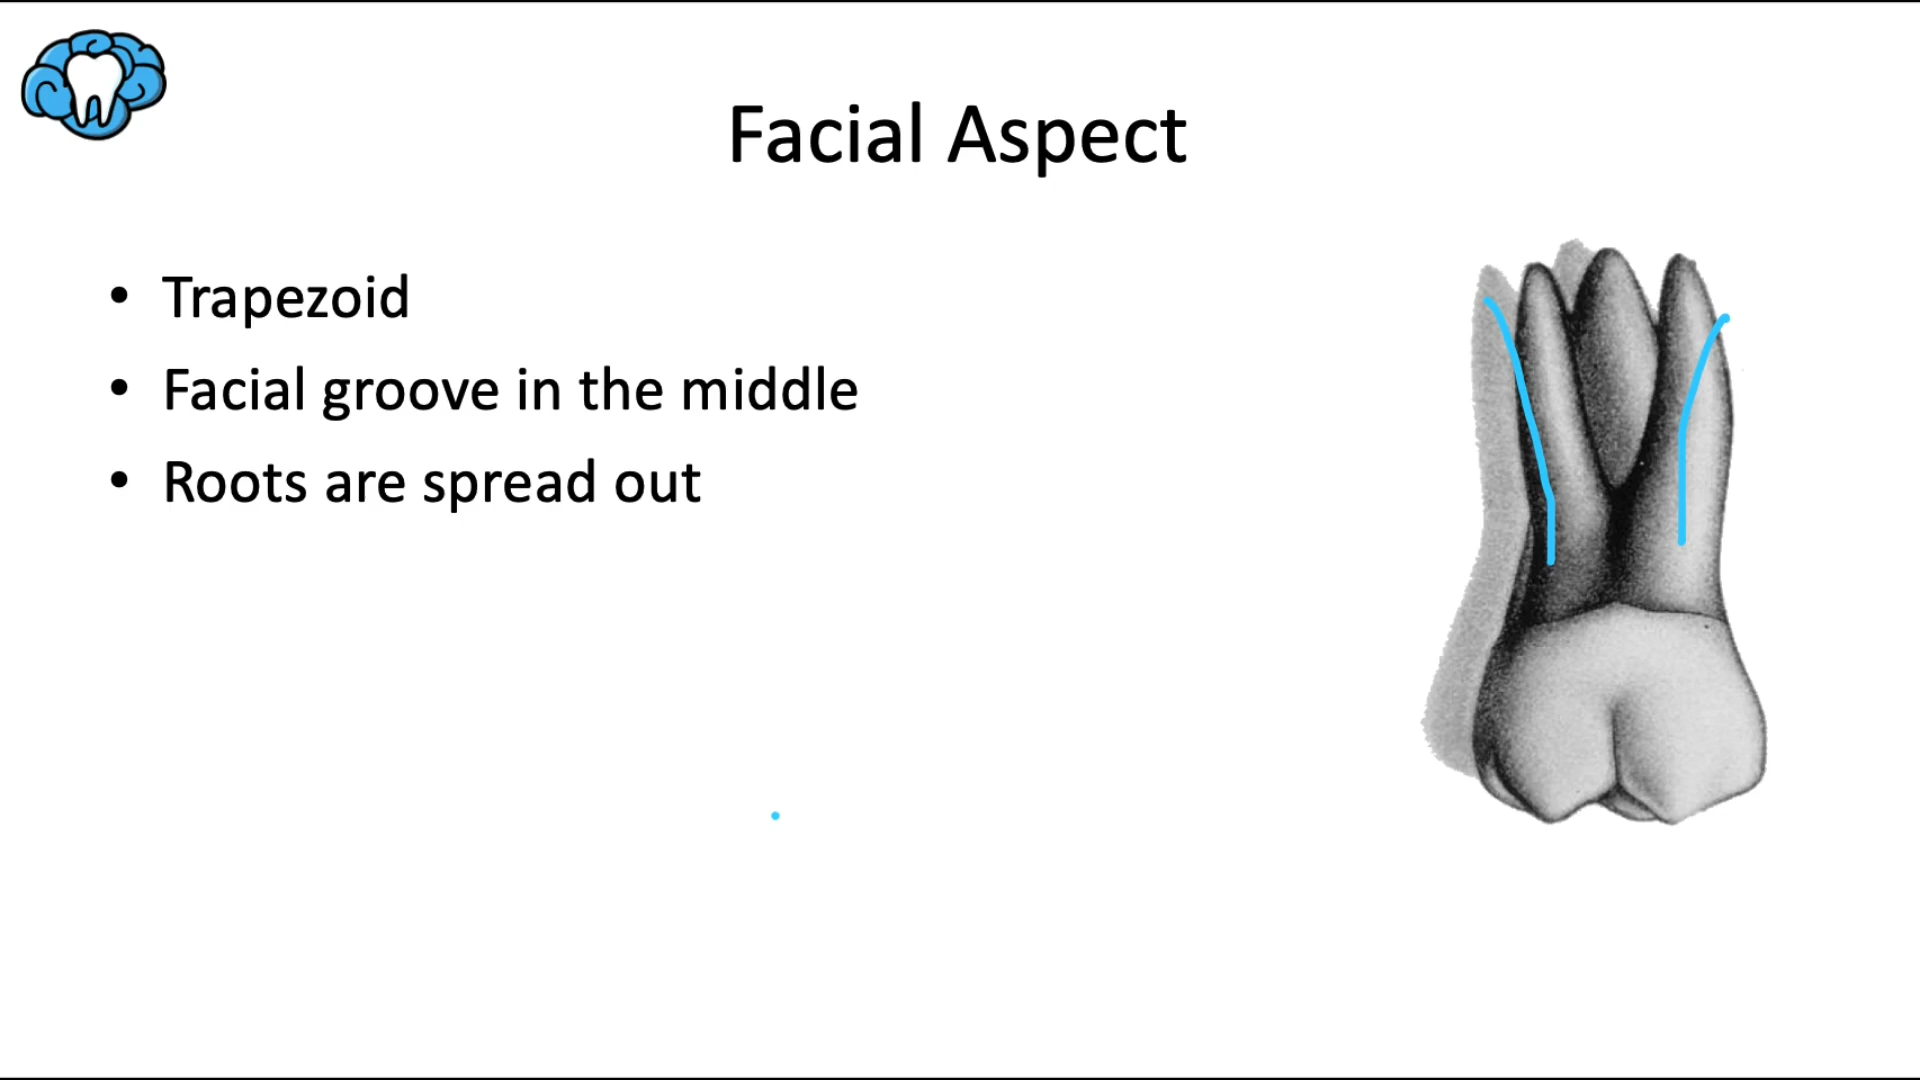 Facial Aspect
• Trapezoid
• Facial groove in the middle
• Roots are spread out